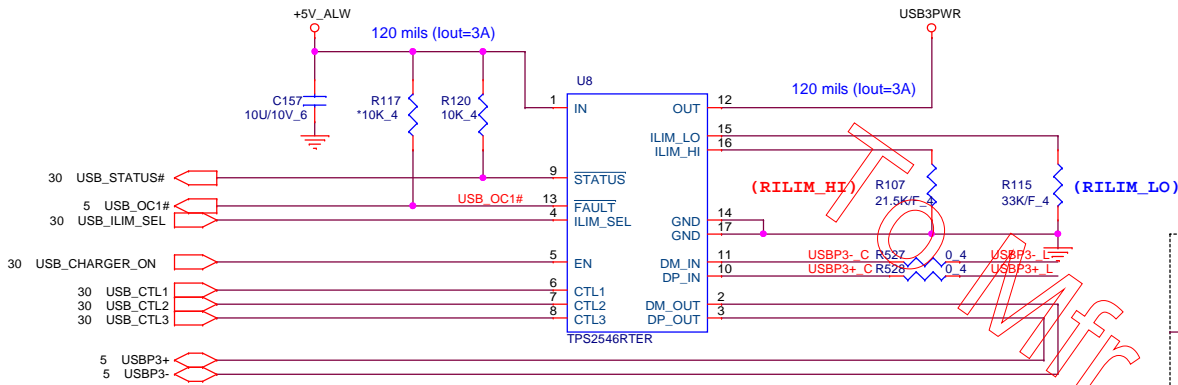 +5V_ALW
USB3PWR
120 mils (Iout=3A)
U8
C157
10U/10V_6
R117
*10K_4
R120
10K_4
1
IN
OUT
12
120 mils (Iout=3A)
ILIM_LO
15
ILIM_HI
16
30 USB_STATUS#
9
STATUS
(RILIM_HI)
R107
21.5K/F_4
R115
33K/F_4
(RILIM_LO)
5 USB_OC1#
USB_OC1#
13
FAULT
30 USB_ILIM_SEL
4
ILIM_SEL
GND
14
GND
17
30 USB_CHARGER_ON
5
EN
DM_IN
11
USBP3-_C
R527
0_4
USBP3-_L
DP_IN
10
USBP3+_C
R528
0_4
USBP3+_L
30 USB_CTL1
6
CTL1
30 USB_CTL2
7
CTL2
DM_OUT
2
30 USB_CTL3
8
CTL3
DP_OUT
3
TPS2546RTER
5 USBP3+
5 USBP3-
To Mfr